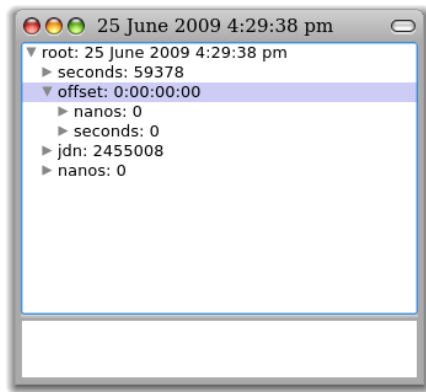 25 June 2009 4:29:38 pm
root: 25 June 2009 4:29:38 pm
seconds: 59378
offset: 0:00:00:00
nanos: 0
seconds: 0
jdn: 2455008
nanos: 0